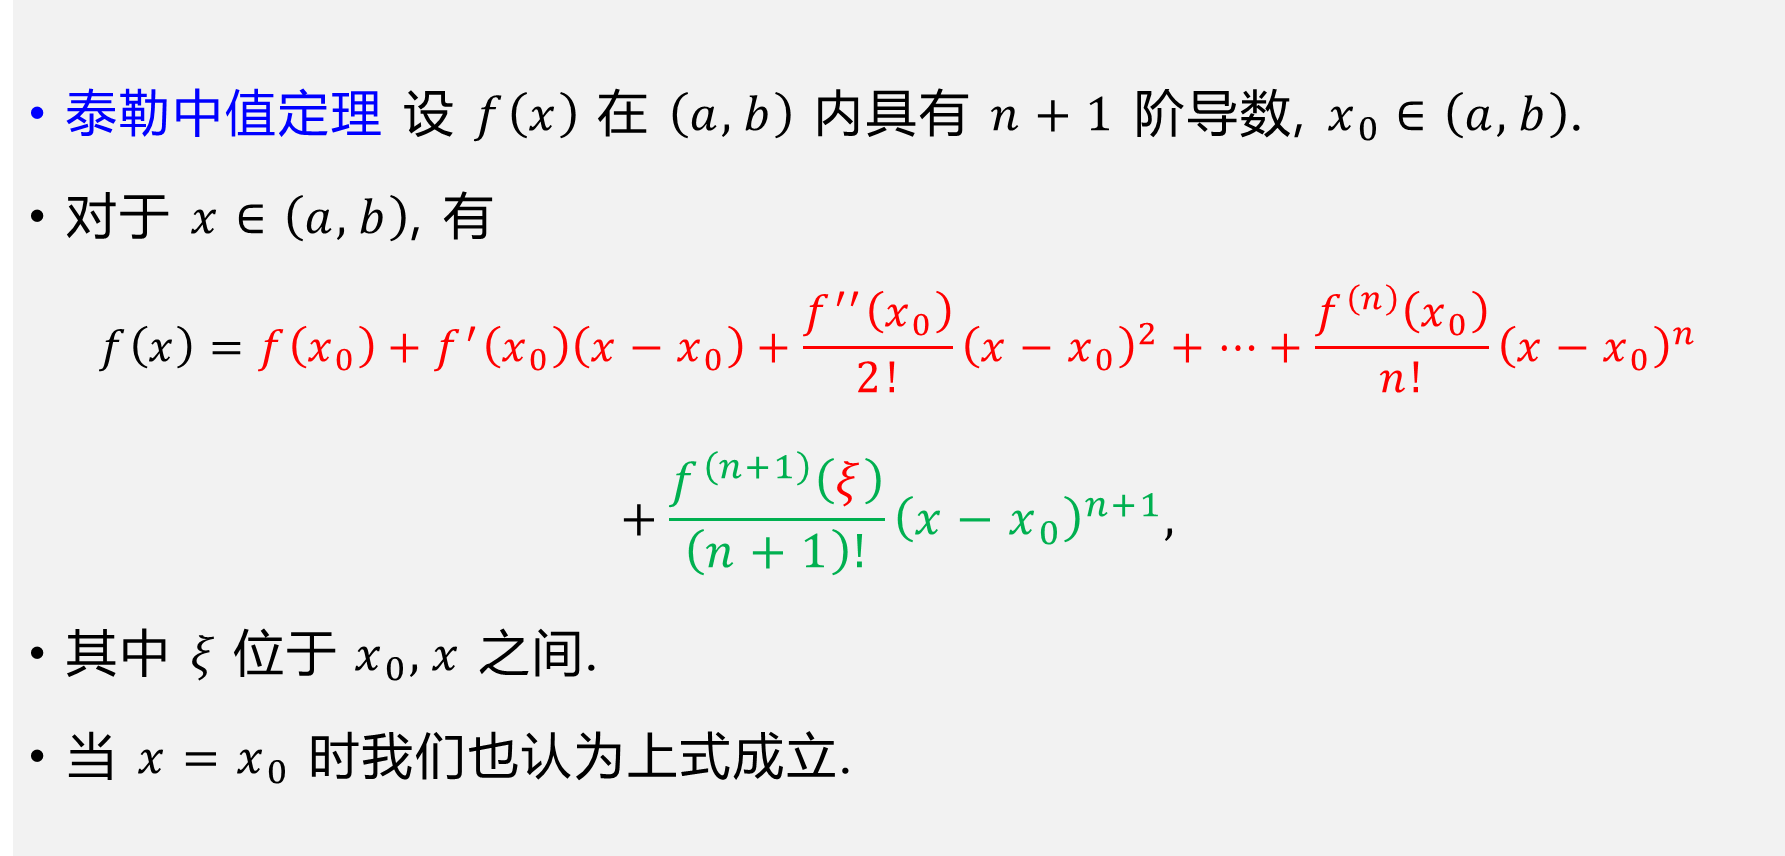 • 泰勒中值定理 设 f(x) 在 (a, b) 内具有 n + 1 阶导数, x₀ ∈ (a, b).
• 对于 x ∈ (a, b), 有
f(x) = f(x₀) + f′(x₀)(x − x₀) + f′′(x₀)/2! (x − x₀)² + ⋯ + f⁽ⁿ⁾(x₀)/n! (x − x₀)ⁿ
+ f⁽ⁿ⁺¹⁾(ξ)/(n + 1)! (x − x₀)ⁿ⁺¹,
• 其中 ξ 位于 x₀, x 之间.
• 当 x = x₀ 时我们也认为上式成立.